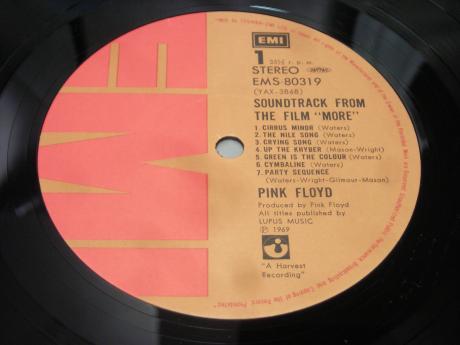 EMI
1 33⅓ r.p.m.
STEREO
EMS-80319
(YAX-3868)
SOUNDTRACK FROM
THE FILM "MORE"
1. CIRRUS MINOR (Waters)
2. THE NILE SONG (Waters)
3. CRYING SONG (Waters)
4. UP THE KHYBER (Mason-Wright)
5. GREEN IS THE COLOUR (Waters)
6. CYMBALINE (Waters)
7. PARTY SEQUENCE
(Waters-Wright-Gilmour-Mason)
PINK FLOYD
Produced by Pink Floyd
All titles published by
LUPUS MUSIC
Ⓟ 1969
"A Harvest
Recording"